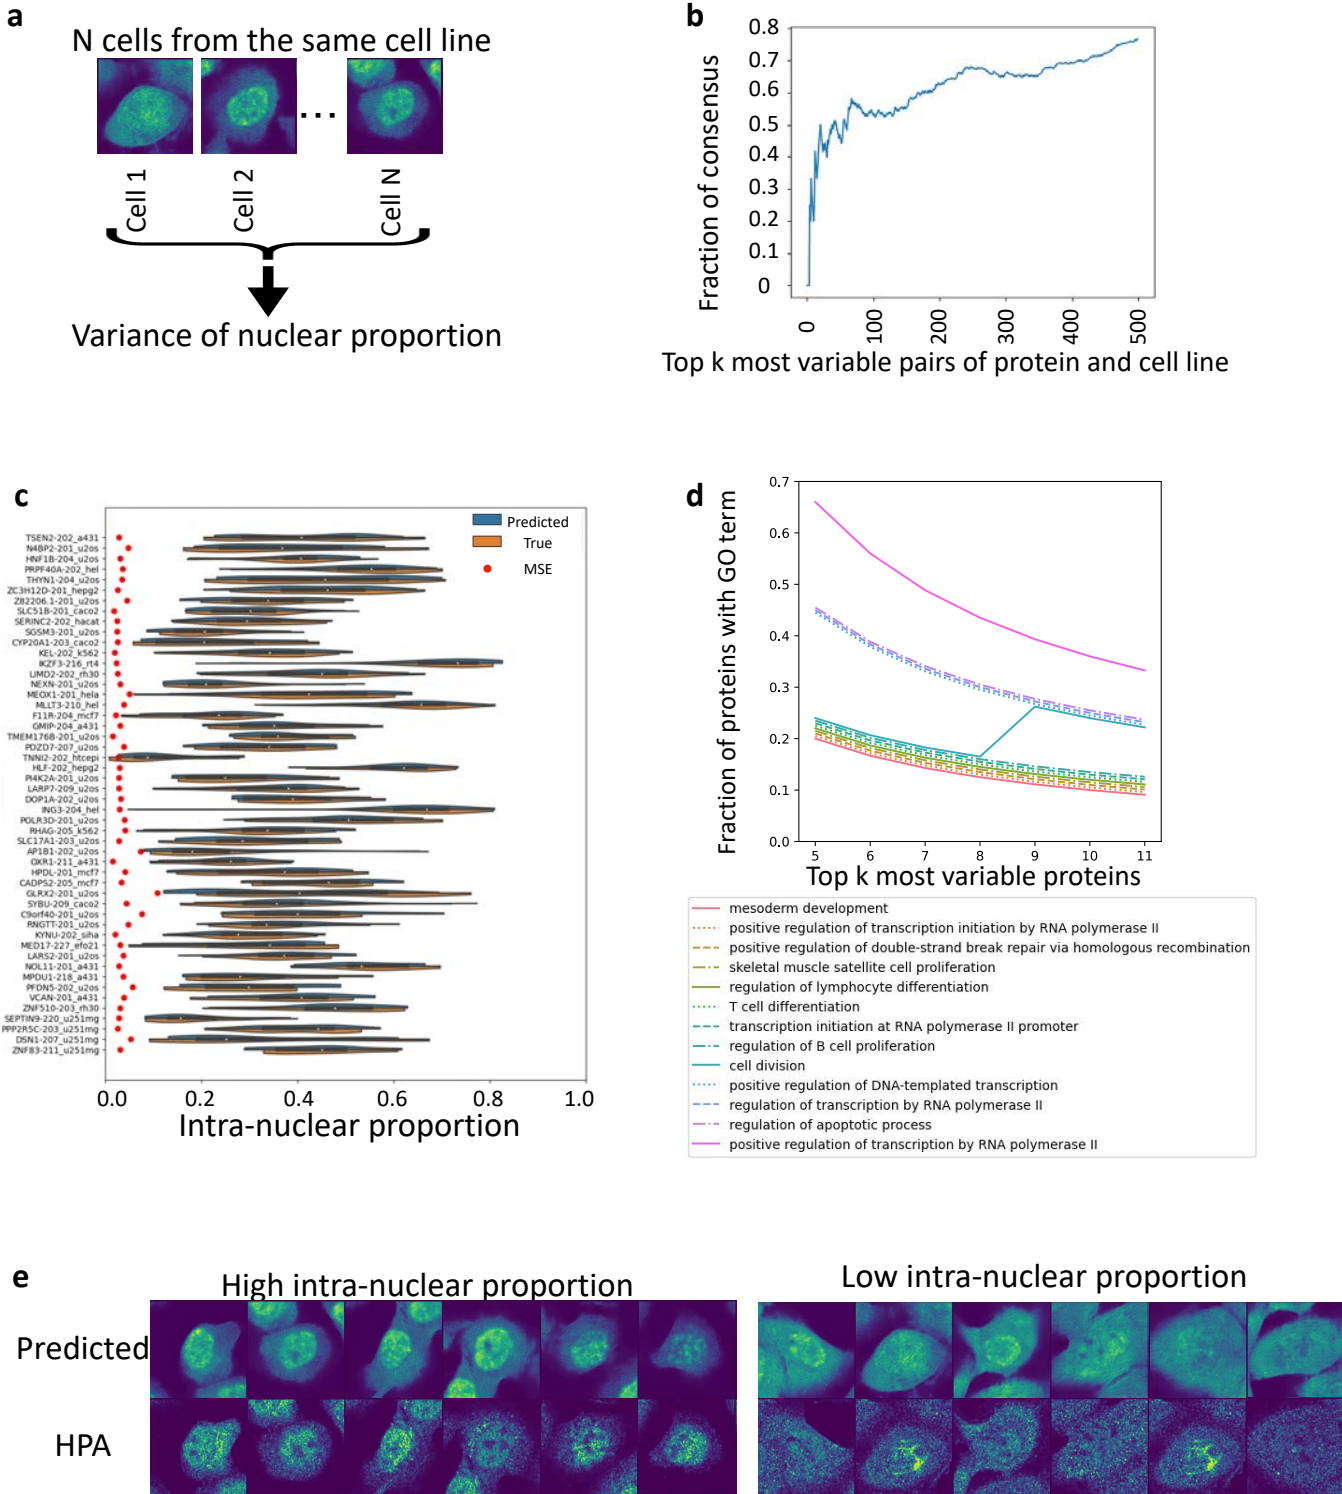 a
N cells from the same cell line
...
Cell 1
Cell 2
Cell N
Variance of nuclear proportion
b
Fraction of consensus
0.8
0.7
0.6
0.5
0.4
0.3
0.2
0.1
0
0
100
200
300
400
500
Top k most variable pairs of protein and cell line
c
Predicted
True
MSE
TSEN2-202_a431
N4BP2-201_u2os
HNF1B-204_u2os
PRPF40A-202_hel
THYN1-204_u2os
ZC3H12D-201_hepg2
Z82206.1-201_u2os
SLC51B-201_caco2
SERINC2-202_hacat
SGSM3-201_u2os
CYP20A1-203_caco2
KEL-202_k562
IKZF3-216_rt4
LIMD2-202_rh30
NEXN-201_u2os
MEOX1-201_hela
MLLT3-210_hel
F11R-204_mcf7
GMIP-204_a431
TMEM176B-201_u2os
PDZD7-207_u2os
TNNI2-202_htcepi
HLF-202_hepg2
PI4K2A-201_u2os
LARP7-209_u2os
DOP1A-202_u2os
ING3-204_hel
POLR3D-201_u2os
RHAG-205_k562
SLC17A1-203_u2os
AP1B1-202_u2os
OXR1-211_a431
HPDL-201_mcf7
CADPS2-205_mcf7
GLRX2-201_u2os
SYBU-209_caco2
C9orf40-201_u2os
RNGTT-201_u2os
KYNU-202_siha
MED17-227_efo21
LARS2-201_u2os
NOL11-201_a431
MPDU1-218_a431
PFDN5-202_u2os
VCAN-201_a431
ZNF510-203_rh30
SEPTIN9-220_u251mg
PPP2R5C-203_u251mg
DSN1-207_u251mg
ZNF83-211_u251mg
0.0
0.2
0.4
0.6
0.8
1.0
Intra-nuclear proportion
d
Fraction of proteins with GO term
0.7
0.6
0.5
0.4
0.3
0.2
0.1
0.0
5
6
7
8
9
10
11
Top k most variable proteins
mesoderm development
positive regulation of transcription initiation by RNA polymerase II
positive regulation of double-strand break repair via homologous recombination
skeletal muscle satellite cell proliferation
regulation of lymphocyte differentiation
T cell differentiation
transcription initiation at RNA polymerase II promoter
regulation of B cell proliferation
cell division
positive regulation of DNA-templated transcription
regulation of transcription by RNA polymerase II
regulation of apoptotic process
positive regulation of transcription by RNA polymerase II
e
High intra-nuclear proportion
Low intra-nuclear proportion
Predicted
HPA